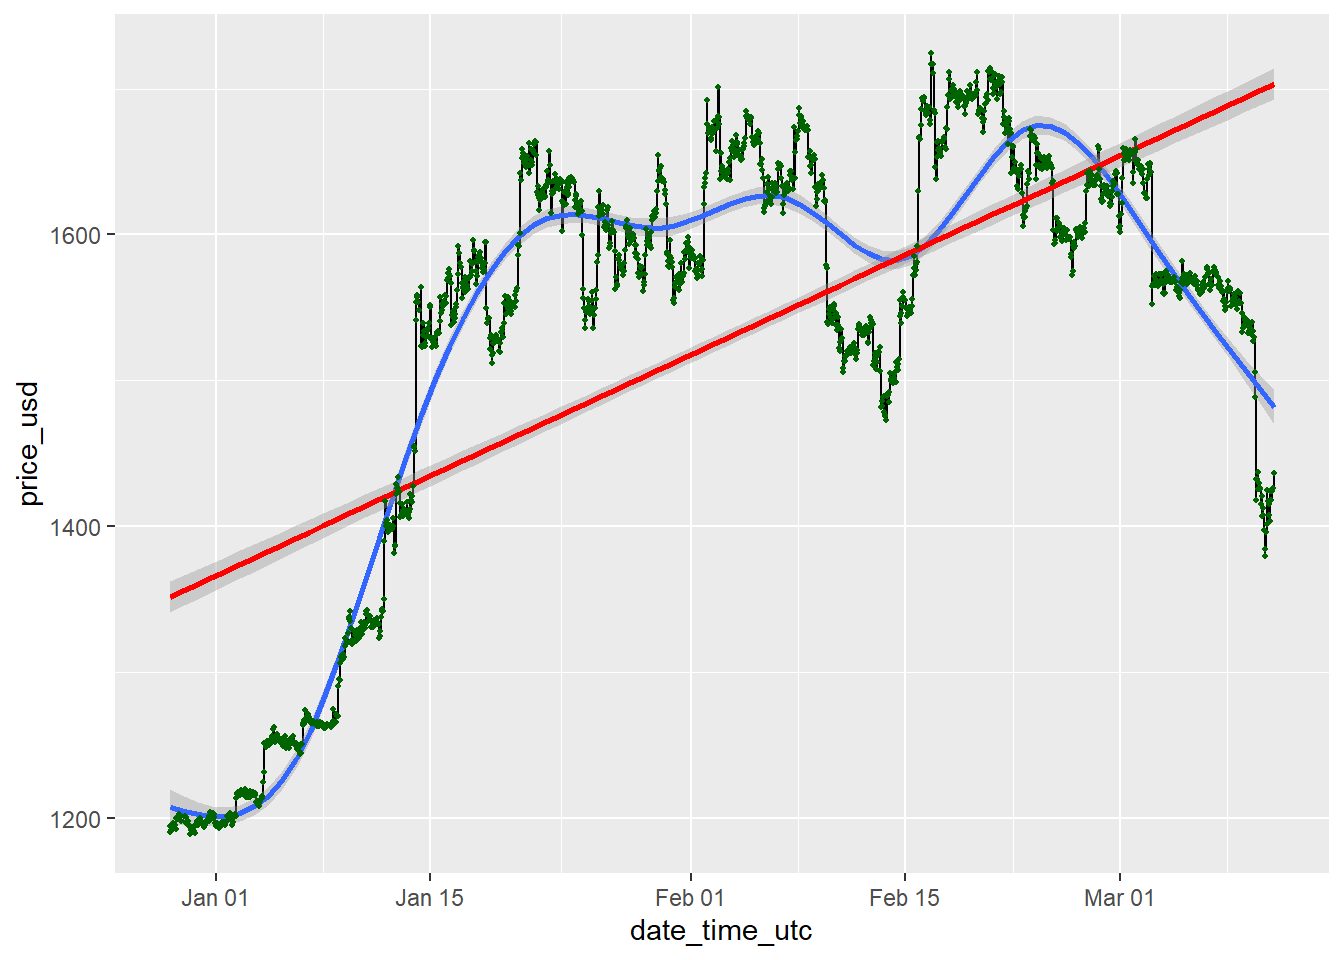 price_usd
1600
1400
1200
Jan 01
Jan 15
Feb 01
Feb 15
Mar 01
date_time_utc